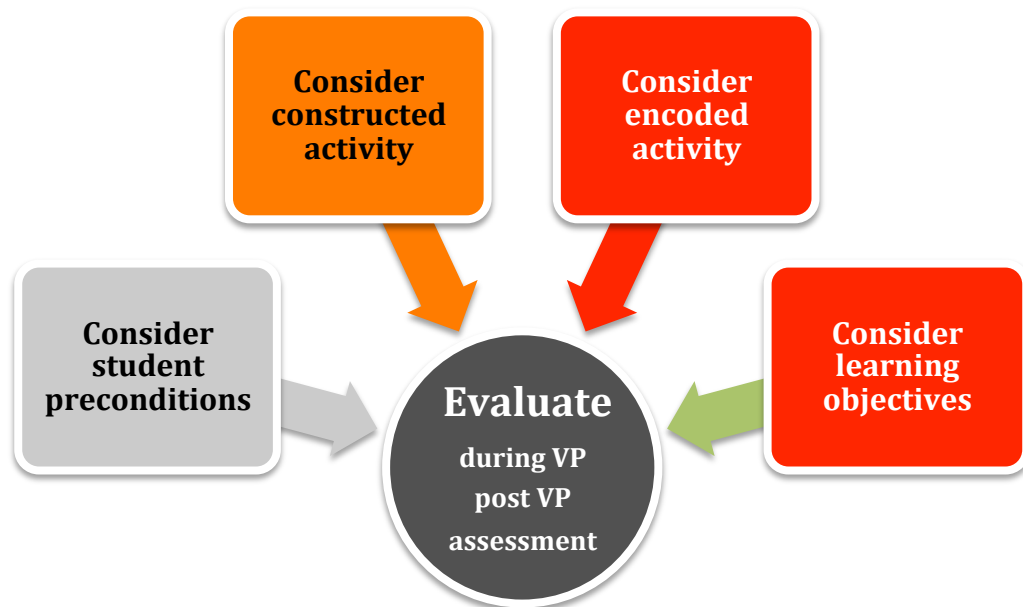 Consider
constructed
activity
Consider
encoded
activity
Consider
student
preconditions
Consider
learning
objectives
Evaluate
during VP
post VP
assessment